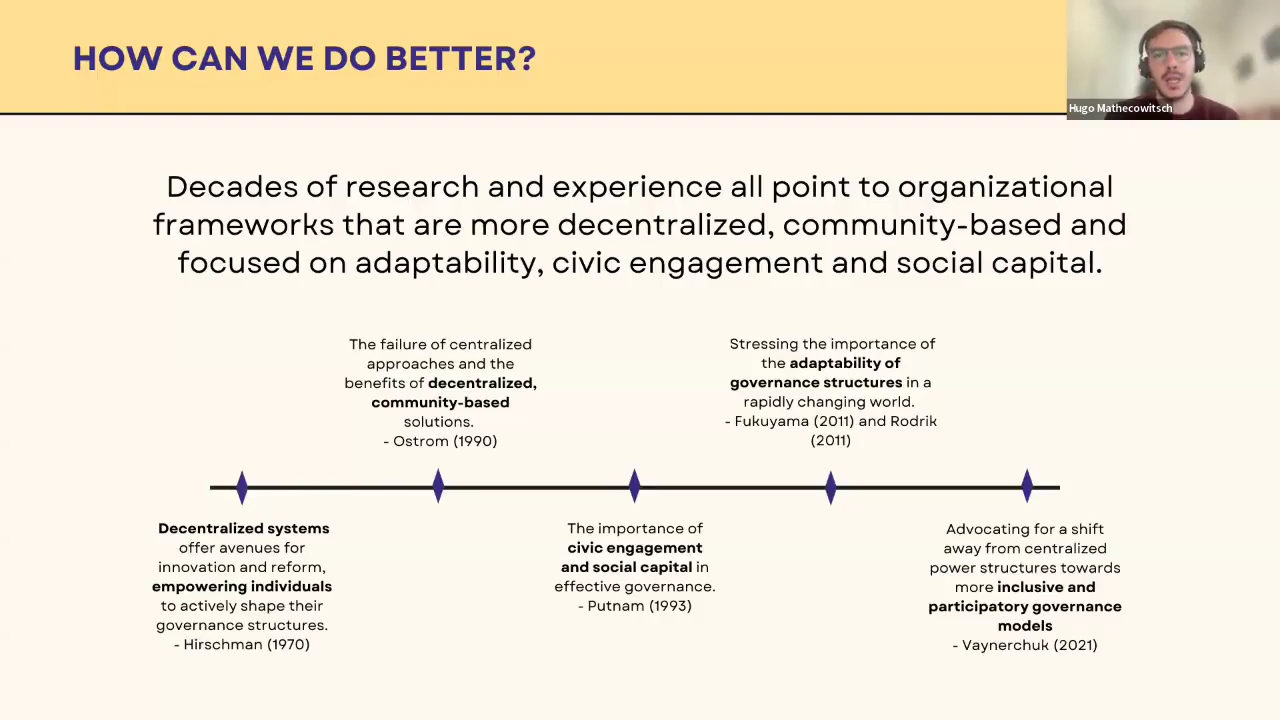 HOW CAN WE DO BETTER?
Hugo Mathecowitsch
Decades of research and experience all point to organizational
frameworks that are more decentralized, community-based and
focused on adaptability, civic engagement and social capital.
The failure of centralized
approaches and the
benefits of decentralized,
community-based
solutions.
- Ostrom (1990)
Stressing the importance of
the adaptability of
governance structures in a
rapidly changing world.
- Fukuyama (2011) and Rodrik
(2011)
Decentralized systems
offer avenues for
innovation and reform,
empowering individuals
to actively shape their
governance structures.
- Hirschman (1970)
The importance of
civic engagement
and social capital in
effective governance.
- Putnam (1993)
Advocating for a shift
away from centralized
power structures towards
more inclusive and
participatory governance
models
- Vaynerchuk (2021)